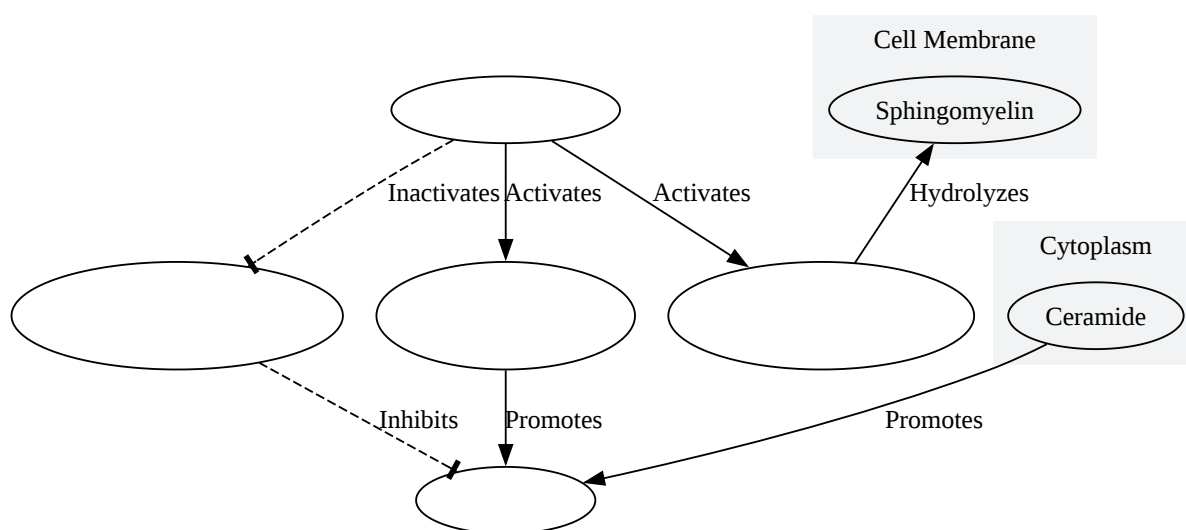 Cell Membrane
Sphingomyelin
Inactivates
Activates
Activates
Hydrolyzes
Cytoplasm
Ceramide
Inhibits
Promotes
Promotes